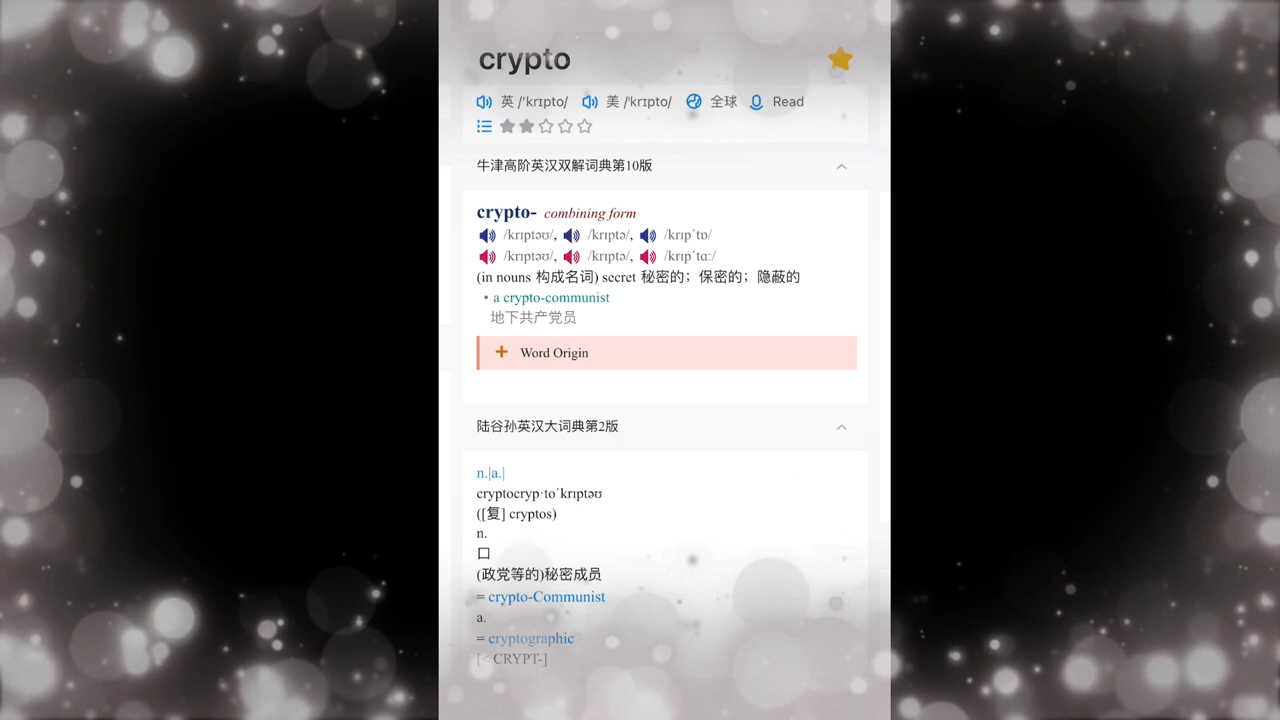 crypto
英 /ˈkrɪpto/ 美 /ˈkrɪpto/ 全球 Read
牛津高阶英汉双解词典第10版
crypto- combining form
/krɪptəʊ/, /krɪptə/, /krɪpˈtɒ/
/krɪptəʊ/, /krɪptə/, /krɪpˈtɑː/
(in nouns 构成名词) secret 秘密的；保密的；隐蔽的
• a crypto-communist
地下共产党员
+ Word Origin
陆谷孙英汉大词典第2版
n.|a.|
cryptocryp·toˈkrɪptəʊ
([复] cryptos)
n.
口
(政党等的)秘密成员
= crypto-Communist
a.
= cryptographic
[< CRYPT-]